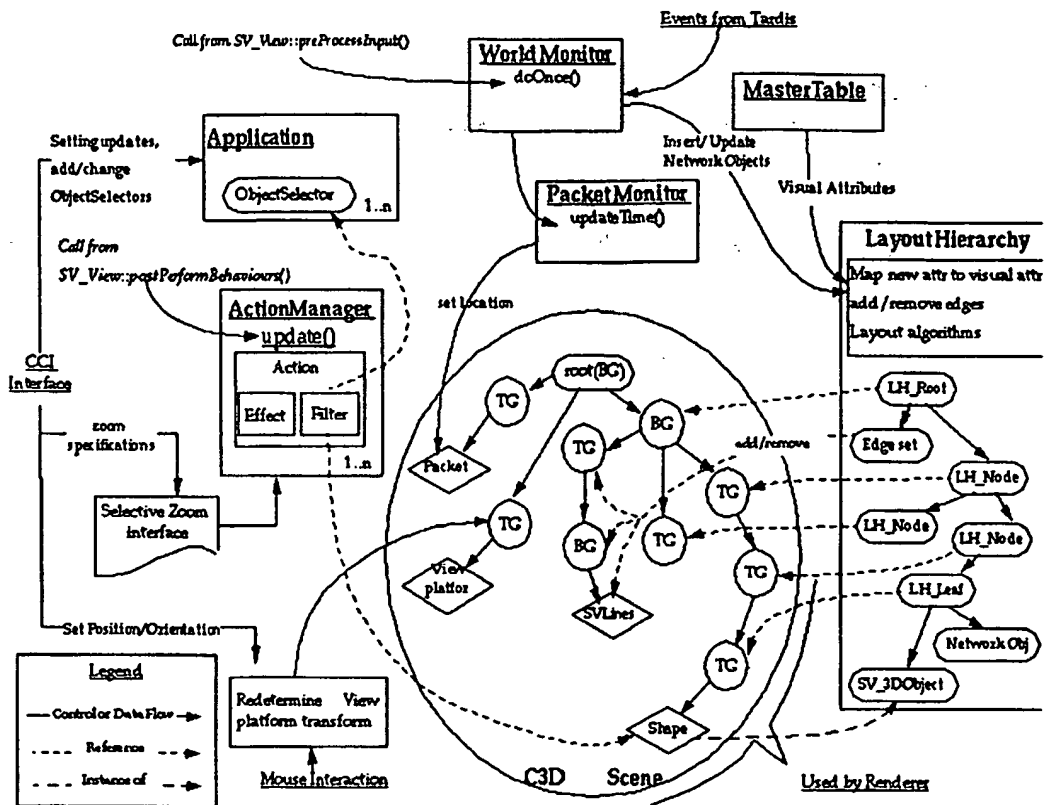 Events from Tardis
Call from SV_View::preProcessInput()
World Monitor
doOnce()
MasterTable
Setting updates,
add/change
ObjectSelectors
Application
ObjectSelector
1..n
Insert/Update
Network Objects
Visual Attributes
PacketMonitor
updateTime()
Call from
SV_View::postPerformBehaviours()
LayoutHierarchy
Map new attr to visual attr
add/remove edges
Layout algorithms
ActionManager
update()
Action
Effect
Filter
1..n
set location
CCI
Interface
zoom
specifications
Selective Zoom
interface
root(BG)
TG
BG
TG
Packet
add/remove
TG
TG
BG
TG
View
platfor
SVLines
TG
TG
Shape
LH_Root
Edge set
LH_Node
LH_Node
LH_Node
LH_Leaf
Network Obj
SV_3DObject
Set Position/Orientation
Legend
Control or Data Flow
Reference
Instance of
Redetermine View
platform transform
Mouse Interaction
C3D Scene
Used by Renderer